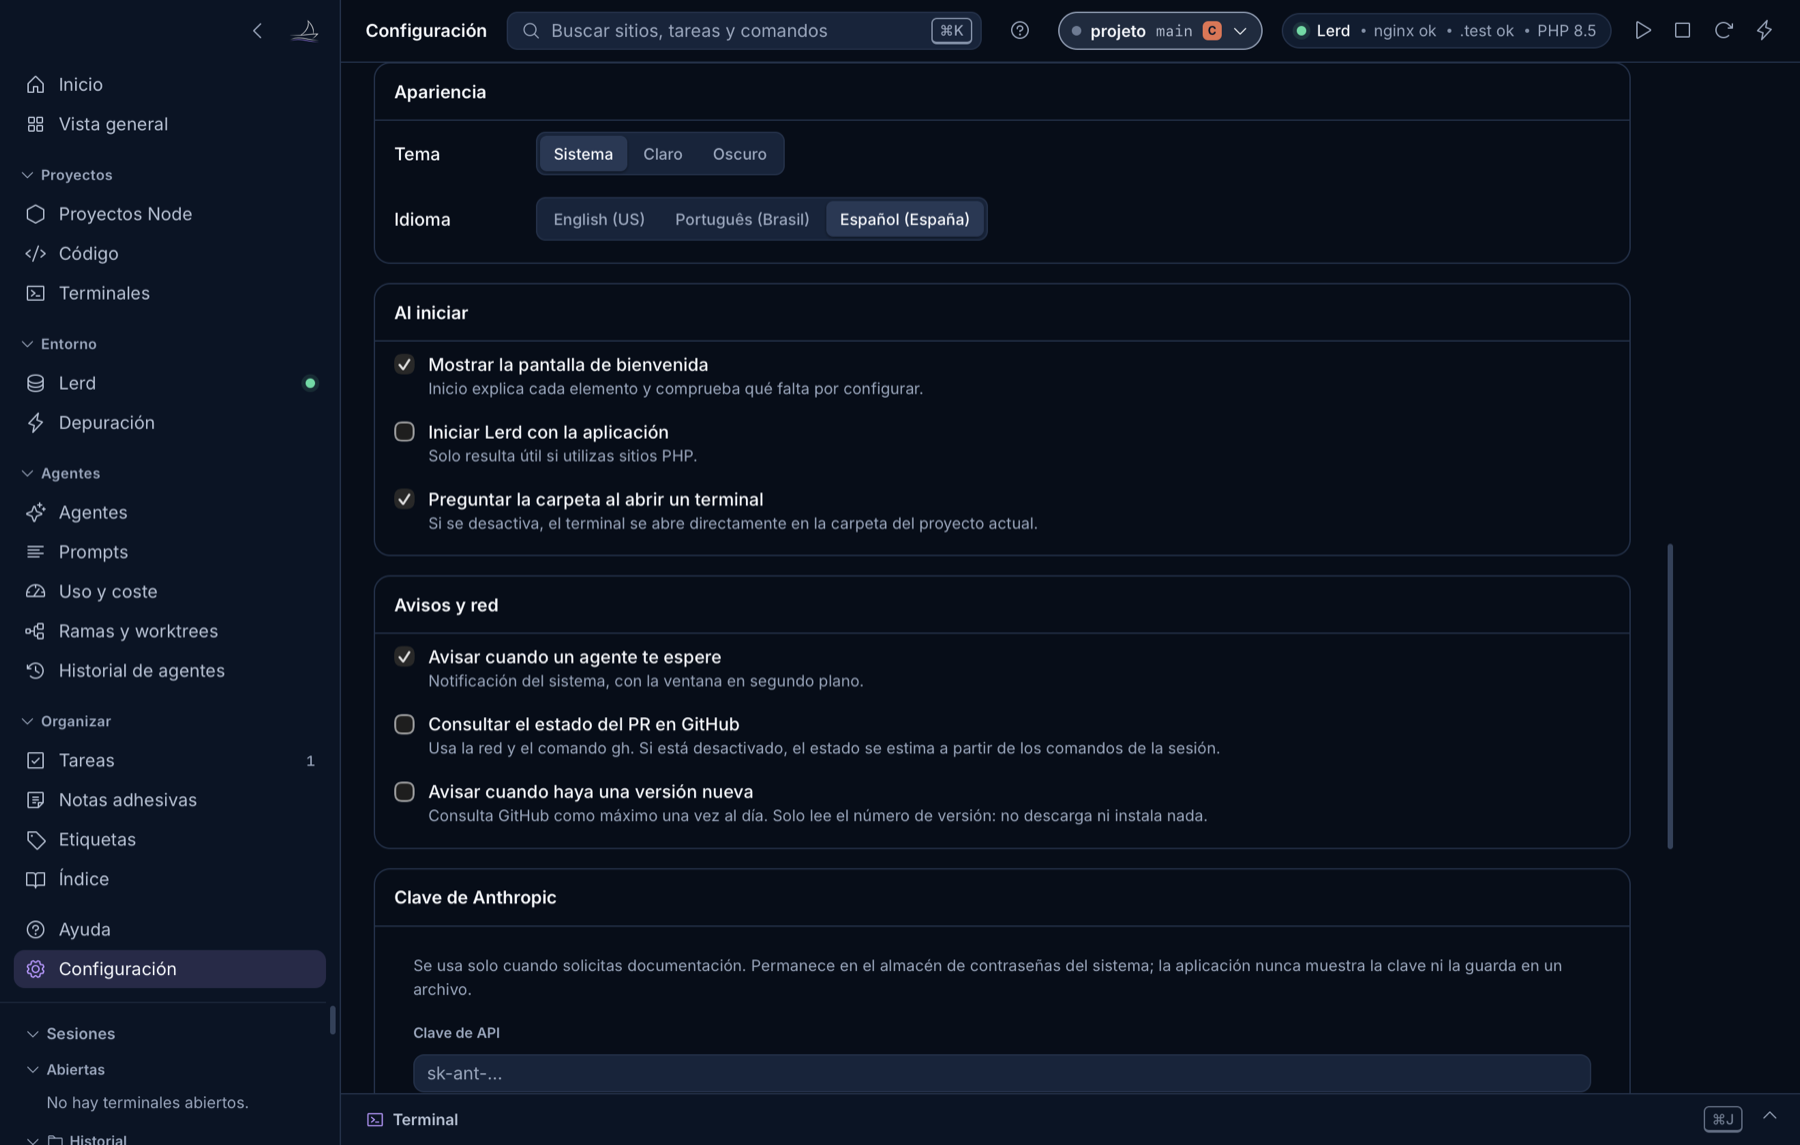 Configuración
Buscar sitios, tareas y comandos
⌘K
projeto main C
Lerd • nginx ok • .test ok • PHP 8.5
Inicio
Vista general
Proyectos
Proyectos Node
Código
Terminales
Entorno
Lerd
Depuración
Agentes
Agentes
Prompts
Uso y coste
Ramas y worktrees
Historial de agentes
Organizar
Tareas 1
Notas adhesivas
Etiquetas
Índice
Ayuda
Configuración
Sesiones
Abiertas
No hay terminales abiertos.
Historial
Apariencia
Tema
Sistema Claro Oscuro
Idioma
English (US) Português (Brasil) Español (España)
Al iniciar
Mostrar la pantalla de bienvenida
Inicio explica cada elemento y comprueba qué falta por configurar.
Iniciar Lerd con la aplicación
Solo resulta útil si utilizas sitios PHP.
Preguntar la carpeta al abrir un terminal
Si se desactiva, el terminal se abre directamente en la carpeta del proyecto actual.
Avisos y red
Avisar cuando un agente te espere
Notificación del sistema, con la ventana en segundo plano.
Consultar el estado del PR en GitHub
Usa la red y el comando gh. Si está desactivado, el estado se estima a partir de los comandos de la sesión.
Avisar cuando haya una versión nueva
Consulta GitHub como máximo una vez al día. Solo lee el número de versión: no descarga ni instala nada.
Clave de Anthropic
Se usa solo cuando solicitas documentación. Permanece en el almacén de contraseñas del sistema; la aplicación nunca muestra la clave ni la guarda en un
archivo.
Clave de API
sk-ant-...
Terminal
⌘J